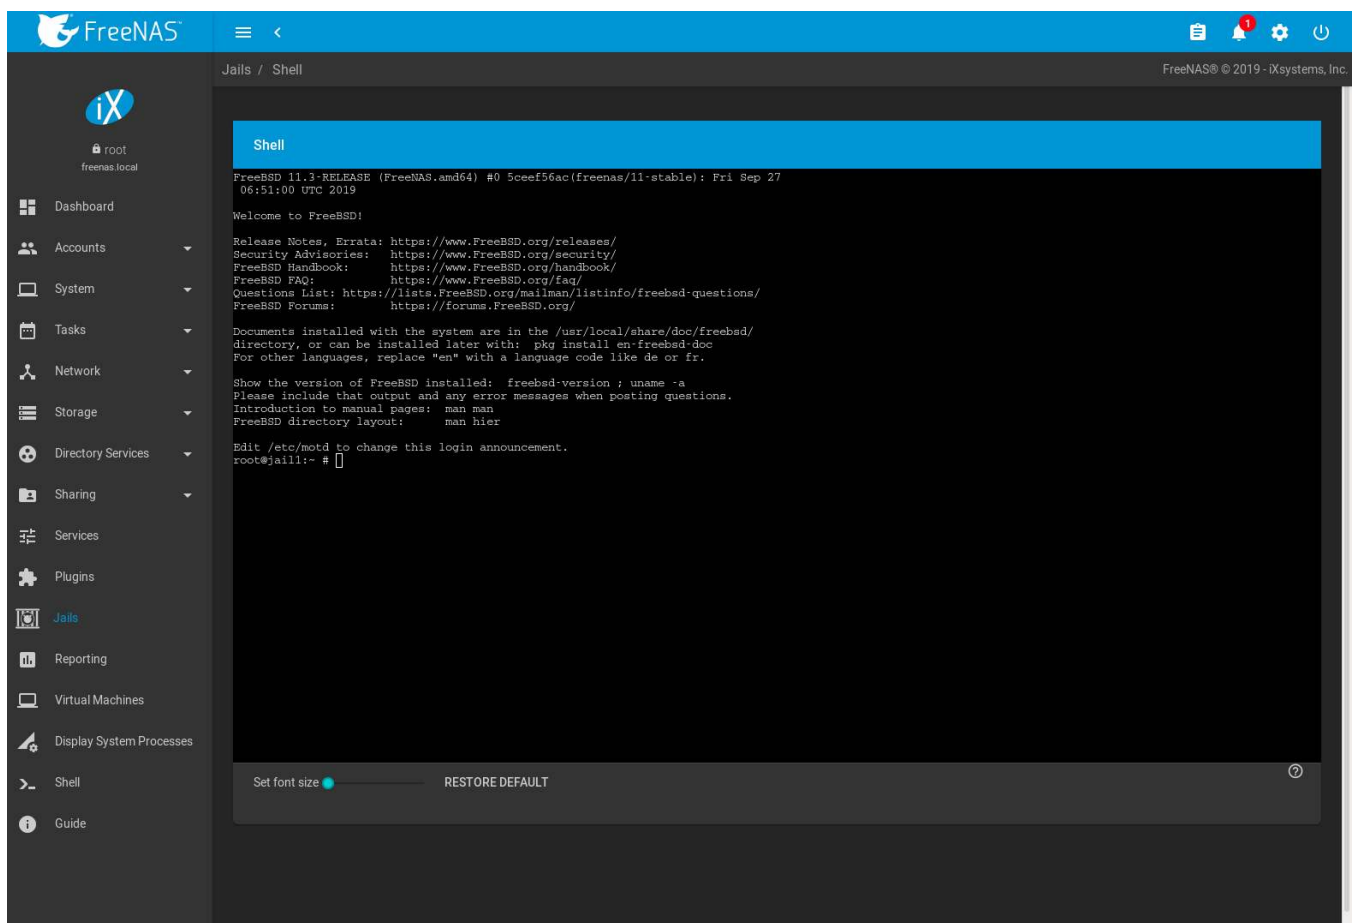 FreeNAS
1
Jails / Shell
FreeNAS® © 2019 - iXsystems, Inc.
iX
root
freenas.local
Dashboard
Accounts
System
Tasks
Network
Storage
Directory Services
Sharing
Services
Plugins
Jails
Reporting
Virtual Machines
Display System Processes
Shell
Guide
Shell
FreeBSD 11.3-RELEASE (FreeNAS.amd64) #0 5ceef56ac(freenas/11-stable): Fri Sep 27
06:51:00 UTC 2019
Welcome to FreeBSD!
Release Notes, Errata: https://www.FreeBSD.org/releases/
Security Advisories: https://www.FreeBSD.org/security/
FreeBSD Handbook: https://www.FreeBSD.org/handbook/
FreeBSD FAQ: https://www.FreeBSD.org/faq/
Questions List: https://lists.FreeBSD.org/mailman/listinfo/freebsd-questions/
FreeBSD Forums: https://forums.FreeBSD.org/
Documents installed with the system are in the /usr/local/share/doc/freebsd/
directory, or can be installed later with: pkg install en-freebsd-doc
For other languages, replace "en" with a language code like de or fr.
Show the version of FreeBSD installed: freebsd-version ; uname -a
Please include that output and any error messages when posting questions.
Introduction to manual pages: man man
FreeBSD directory layout: man hier
Edit /etc/motd to change this login announcement.
root@jail1:~ #
Set font size RESTORE DEFAULT